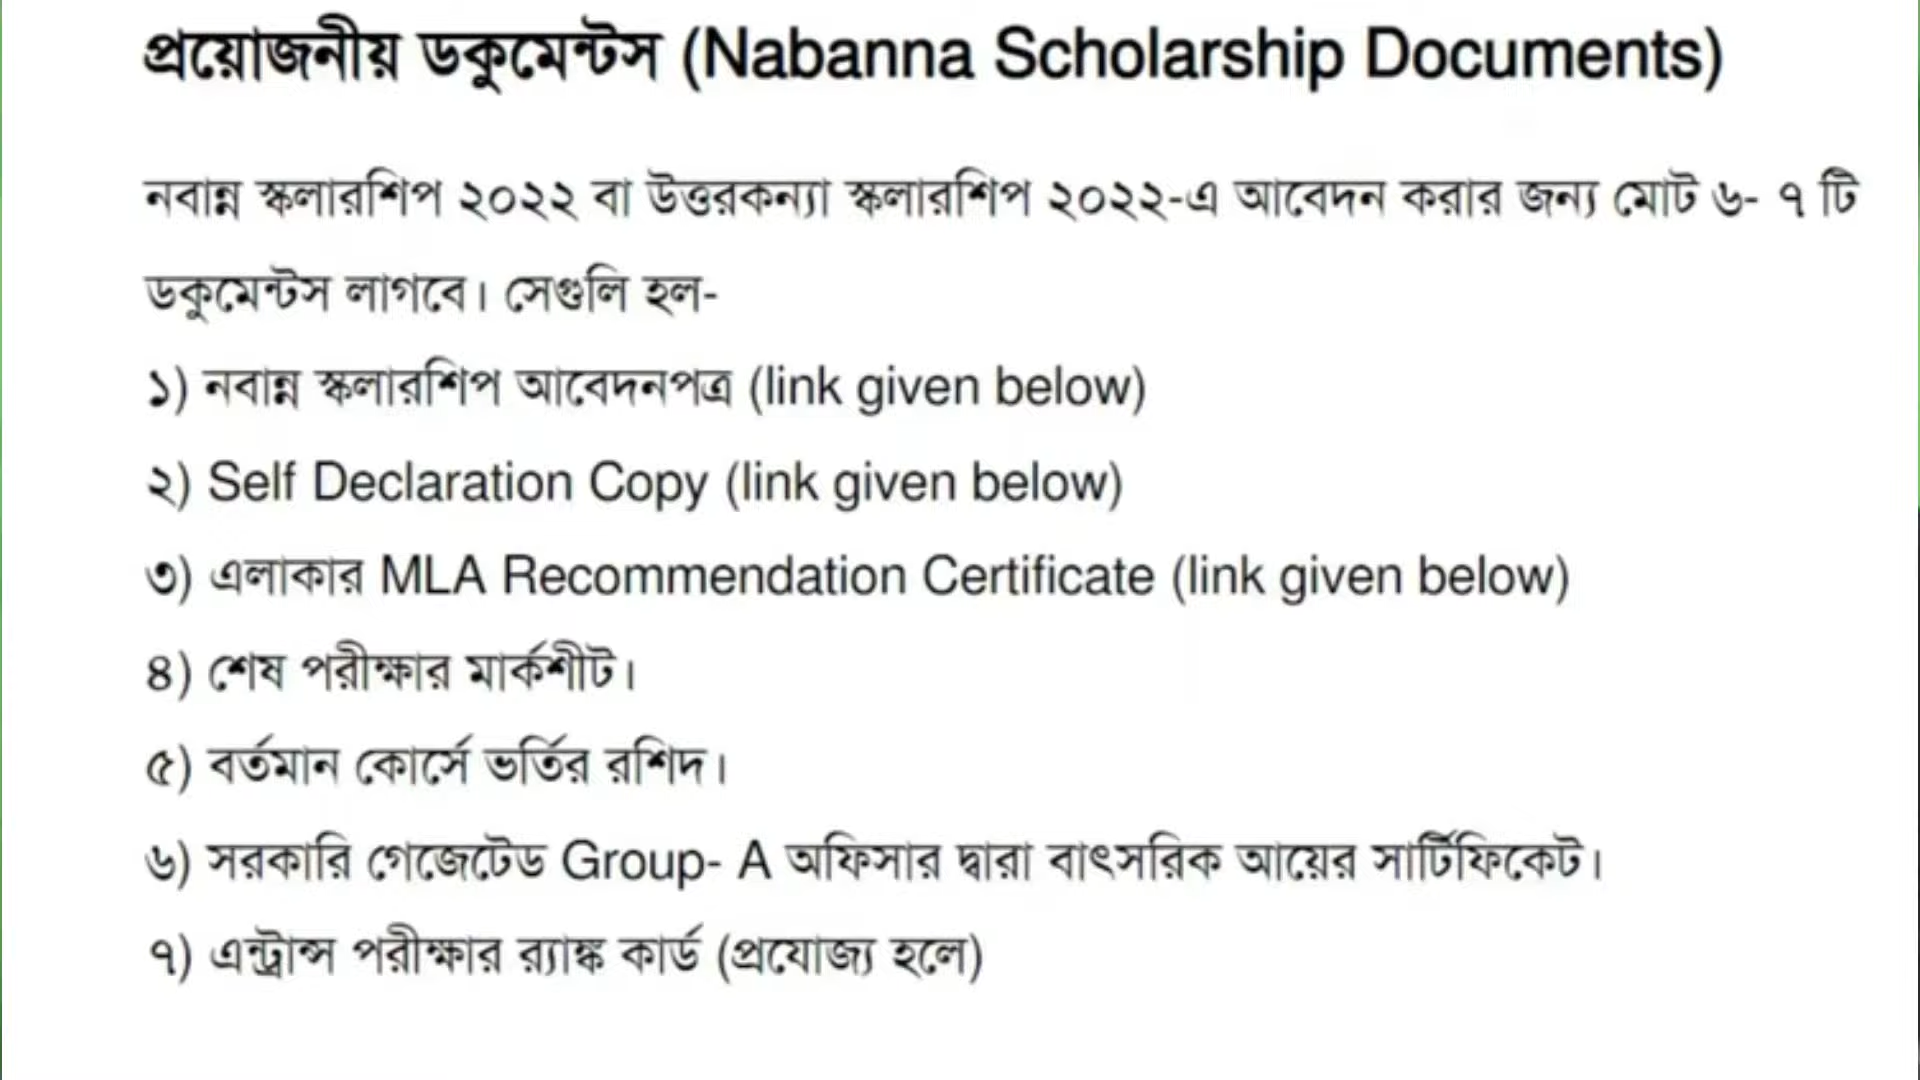 প্রয়োজনীয় ডকুমেন্টস (Nabanna Scholarship Documents)
নবান্ন স্কলারশিপ ২০২২ বা উত্তরকন্যা স্কলারশিপ ২০২২-এ আবেদন করার জন্য মোট ৬- ৭ টি
ডকুমেন্টস লাগবে। সেগুলি হল-
১) নবান্ন স্কলারশিপ আবেদনপত্র (link given below)
২) Self Declaration Copy (link given below)
৩) এলাকার MLA Recommendation Certificate (link given below)
৪) শেষ পরীক্ষার মার্কশীট।
৫) বর্তমান কোর্সে ভর্তির রশিদ।
৬) সরকারি গেজেটেড Group- A অফিসার দ্বারা বাৎসরিক আয়ের সার্টিফিকেট।
৭) এন্ট্রান্স পরীক্ষার র‍্যাঙ্ক কার্ড (প্রযোজ্য হলে)